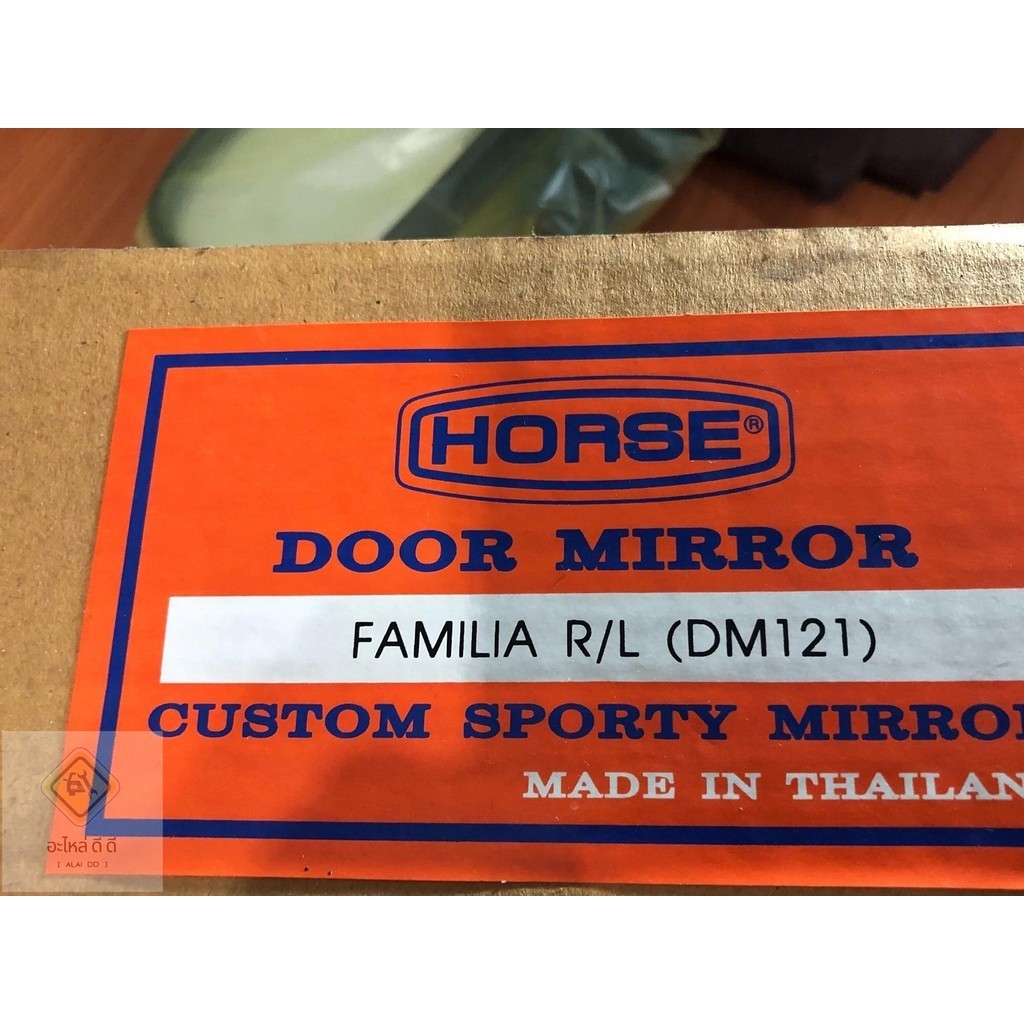 HORSE®
DOOR MIRROR
FAMILIA R/L (DM121)
CUSTOM SPORTY MIRROR
MADE IN THAILAN
อะไหล่ ดี ดี
[ ALAI DD ]